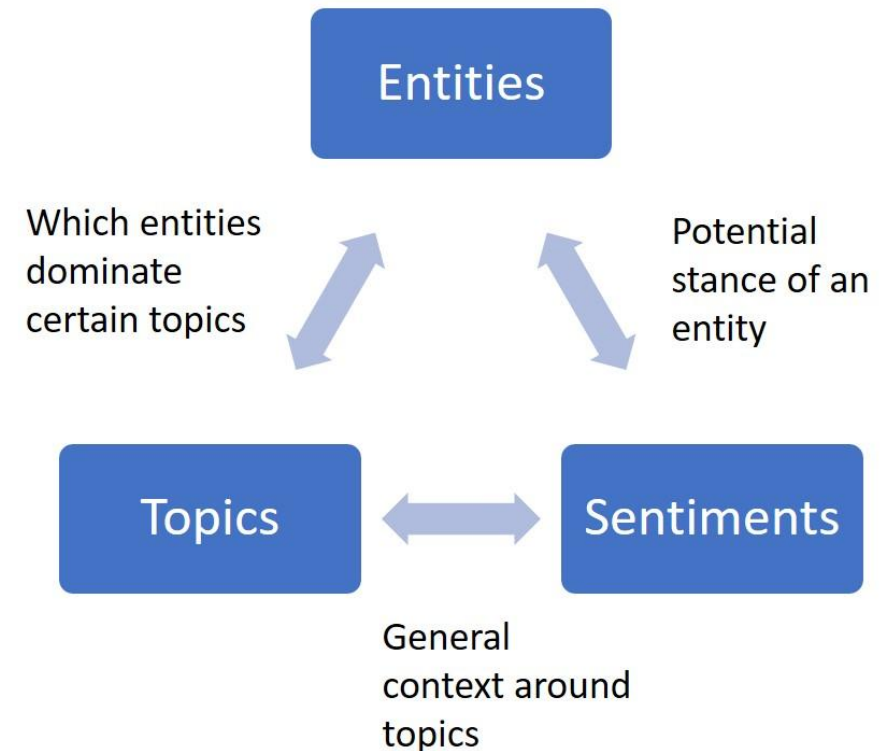 Entities
Which entities
dominate
certain topics
Potential
stance of an
entity
Topics
Sentiments
General
context around
topics